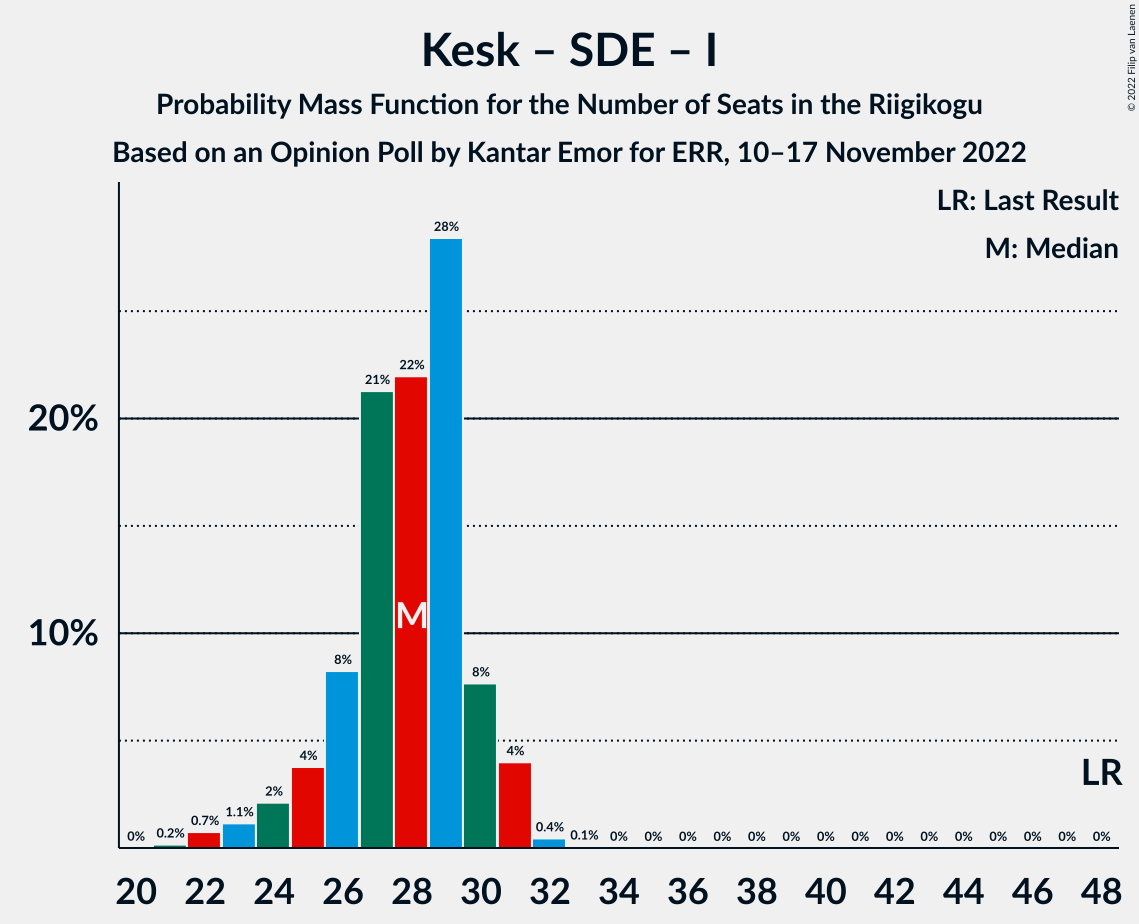 Kesk – SDE – I
Probability Mass Function for the Number of Seats in the Riigikogu
Based on an Opinion Poll by Kantar Emor for ERR, 10–17 November 2022
© 2022 Filip van Laenen
LR: Last Result
M: Median
28%
22%
21%
20%
M
10%
8%
8%
4%
4%
LR
2%
1.1%
0.7%
0.4%
0% 0.2% 0.1% 0% 0% 0% 0% 0% 0% 0% 0% 0% 0% 0% 0% 0% 0% 0%
20 22 24 26 28 30 32 34 36 38 40 42 44 46 48